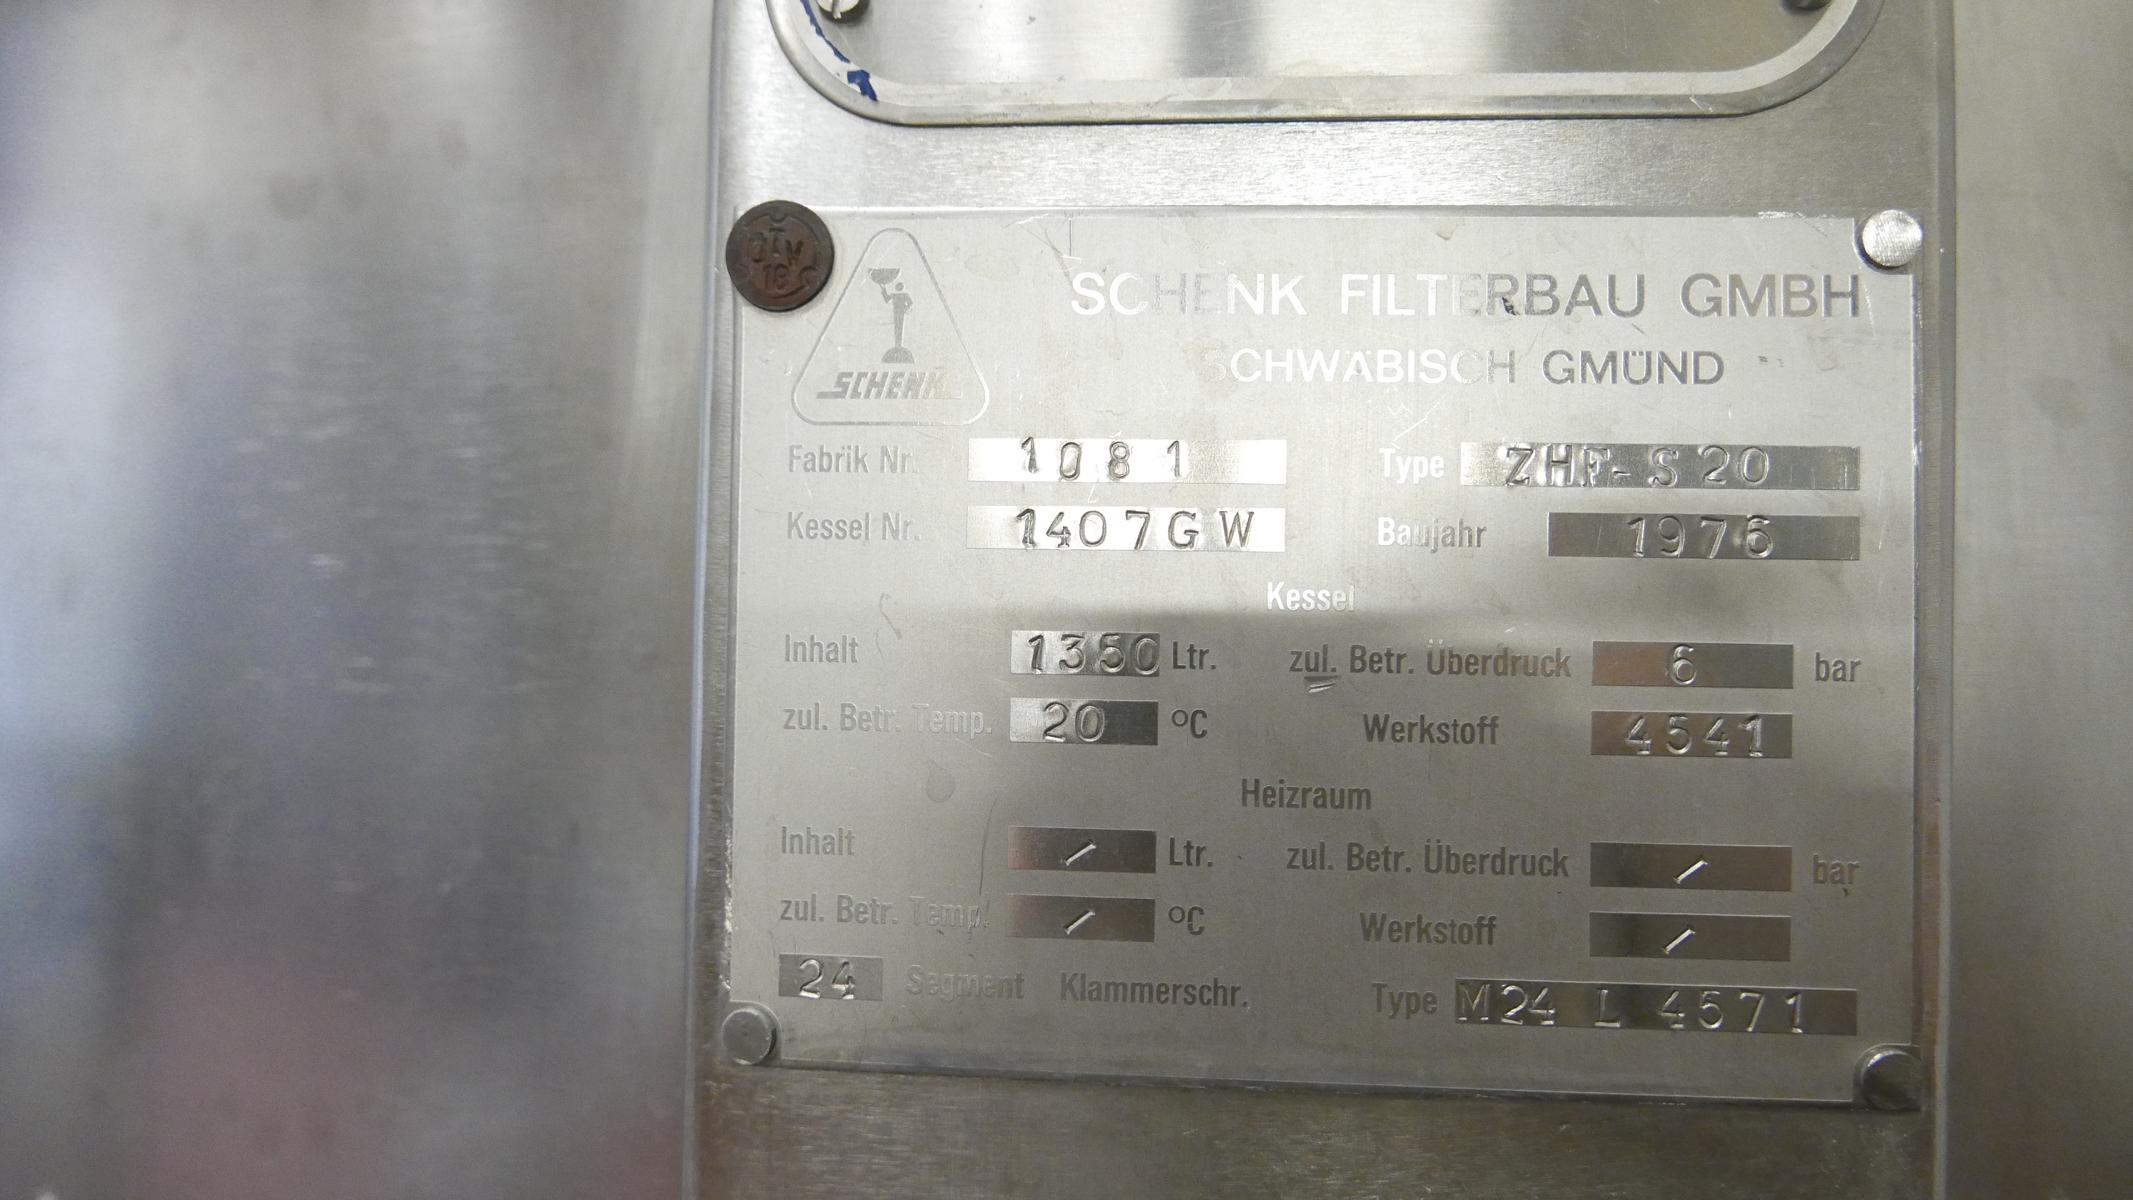 SCHENK
SCHENK FILTERBAU GMBH
SCHWÄBISCH GMÜND
Fabrik Nr. 1081 Type ZHF-S20
Kessel Nr. 1407GW Baujahr 1976
Kessel
Inhalt 1350 Ltr. zul. Betr. Überdruck 6 bar
zul. Betr. Temp. 20 °C Werkstoff 4541
Heizraum
Inhalt / Ltr. zul. Betr. Überdruck / bar
zul. Betr. Temp. / °C Werkstoff /
24 Segment Klammerschr. Type M24 L 4571